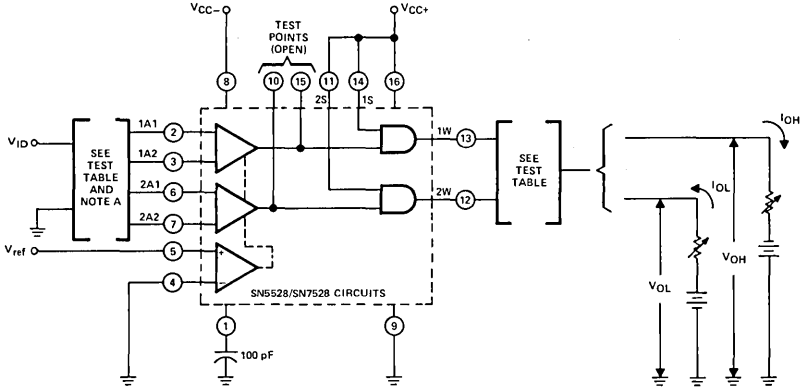 VCC−
TEST
POINTS
(OPEN)
VCC+
8
10
15
11
14
16
2S
1S
VID
SEE
TEST
TABLE
AND
NOTE A
1A1
2
1A2
3
2A1
6
2A2
7
Vref
5
+
4
−
1W
13
2W
12
SEE
TEST
TABLE
IOH
IOL
VOL
VOH
SN5528/SN7528 CIRCUITS
1
9
100 pF